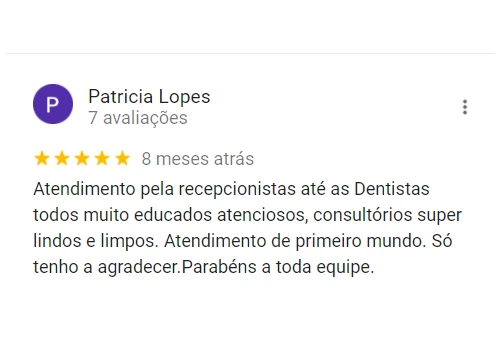 P
Patricia Lopes
7 avaliações
8 meses atrás
Atendimento pela recepcionistas até as Dentistas
todos muito educados atenciosos, consultórios super
lindos e limpos. Atendimento de primeiro mundo. Só
tenho a agradecer.Parabéns a toda equipe.